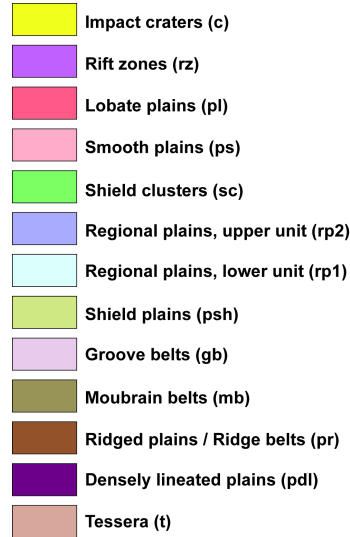 Impact craters (c)
Rift zones (rz)
Lobate plains (pl)
Smooth plains (ps)
Shield clusters (sc)
Regional plains, upper unit (rp2)
Regional plains, lower unit (rp1)
Shield plains (psh)
Groove belts (gb)
Moubrain belts (mb)
Ridged plains / Ridge belts (pr)
Densely lineated plains (pdl)
Tessera (t)